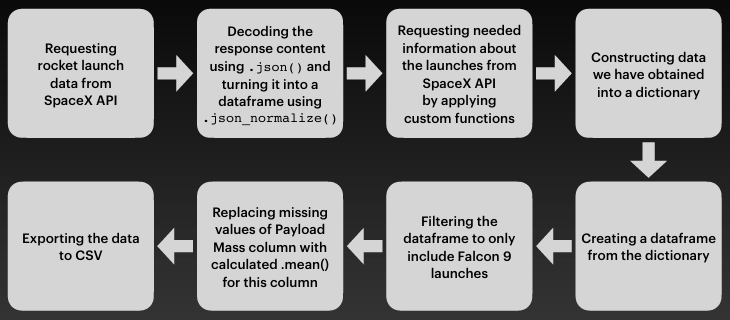 Requesting
rocket launch
data from
SpaceX API
Decoding the
response content
using .json() and
turning it into a
dataframe using
.json_normalize()
Requesting needed
information about
the launches from
SpaceX API
by applying
custom functions
Constructing data
we have obtained
into a dictionary
Creating a dataframe
from the dictionary
Filtering the
dataframe to only
include Falcon 9
launches
Replacing missing
values of Payload
Mass column with
calculated .mean()
for this column
Exporting the data
to CSV